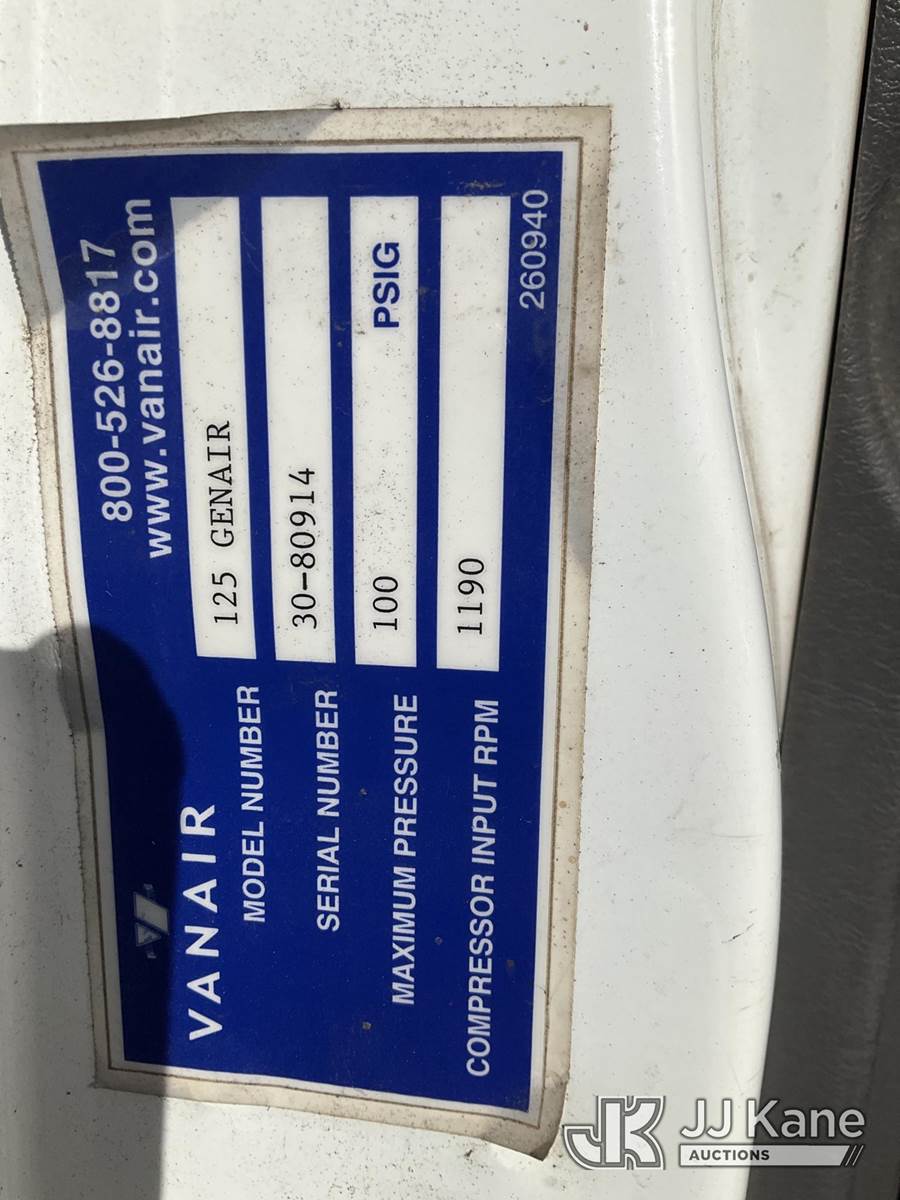 800-526-8817
www.vanair.com
VANAIR
MODEL NUMBER 125 GENAIR
SERIAL NUMBER 30-80914
MAXIMUM PRESSURE 100 PSIG
COMPRESSOR INPUT RPM 1190
260940
JK JJ Kane
AUCTIONS